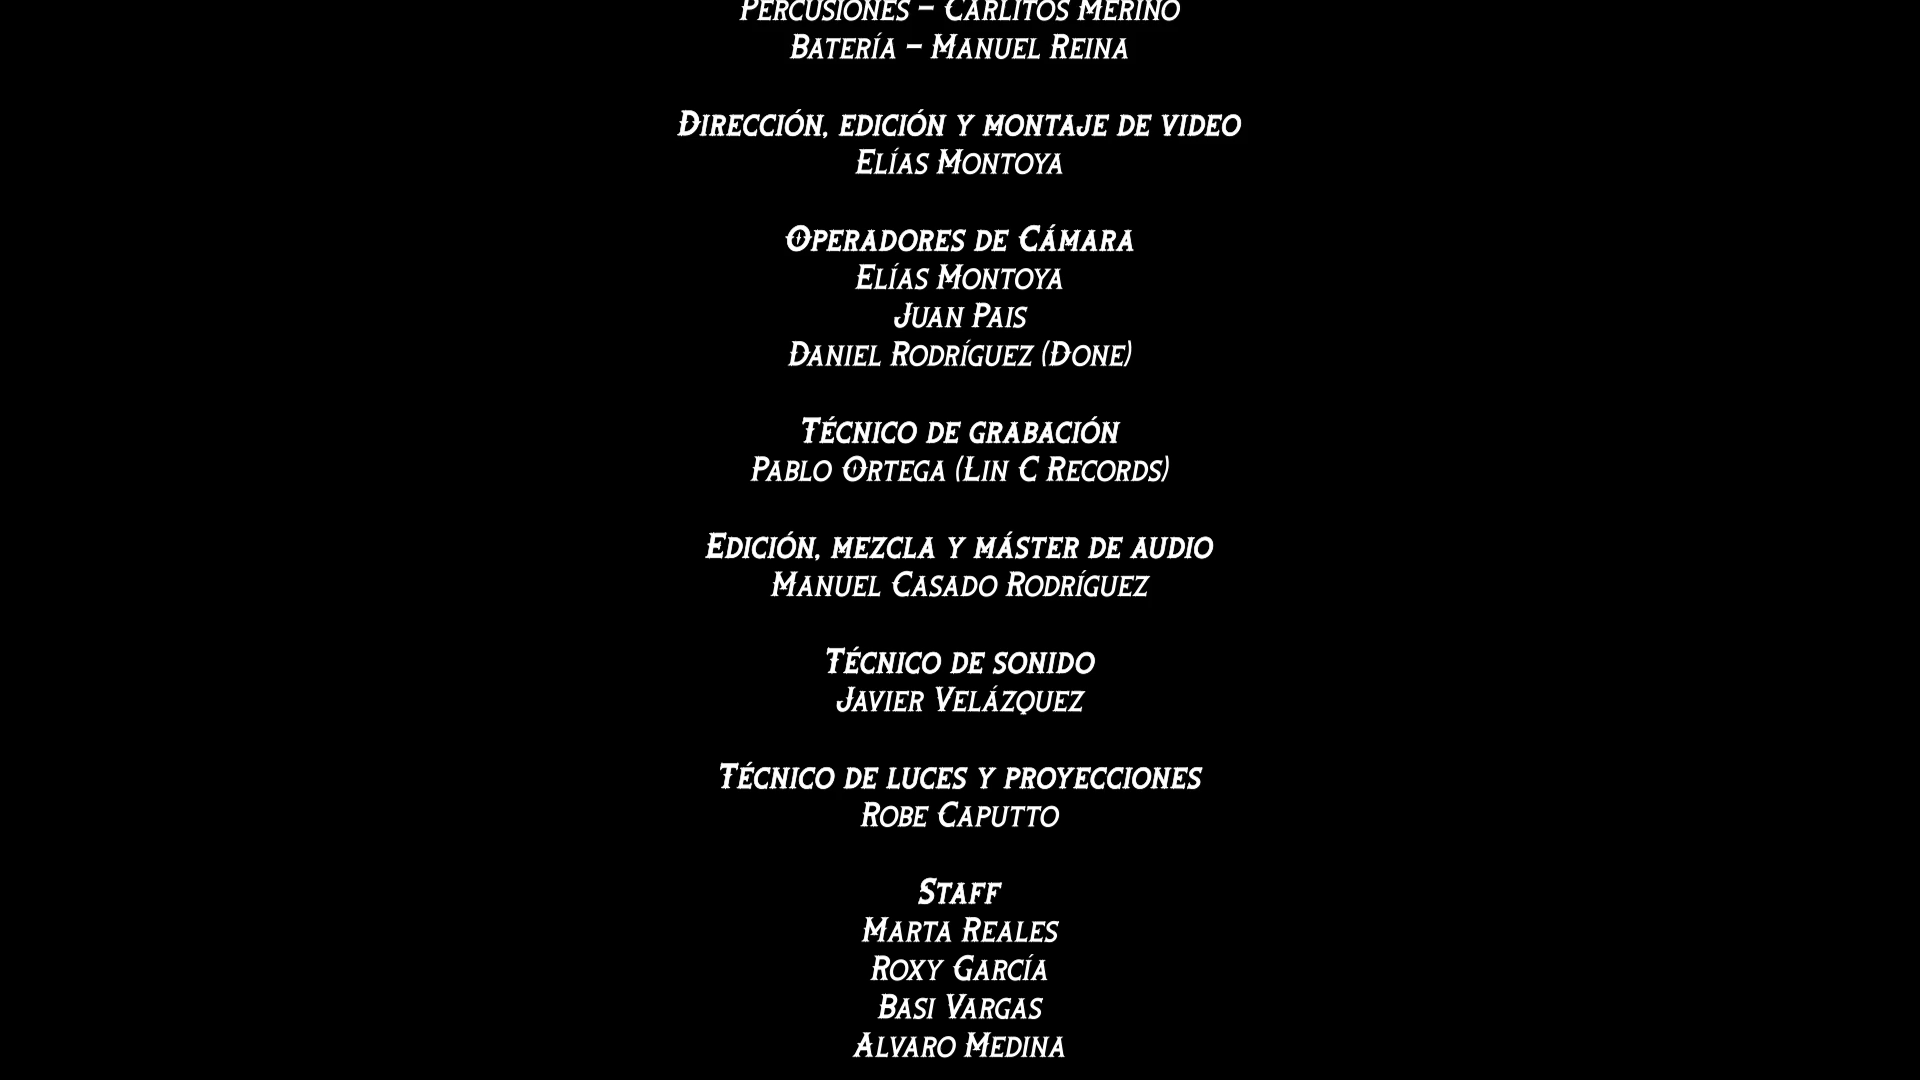 Percusiones – Carlitos Merino
Batería – Manuel Reina
Dirección, edición y montaje de video
Elías Montoya
Operadores de Cámara
Elías Montoya
Juan Pais
Daniel Rodríguez (Done)
Técnico de grabación
Pablo Ortega (Lin C Records)
Edición, mezcla y máster de audio
Manuel Casado Rodríguez
Técnico de sonido
Javier Velázquez
Técnico de luces y proyecciones
Robe Caputto
Staff
Marta Reales
Roxy García
Basi Vargas
Alvaro Medina